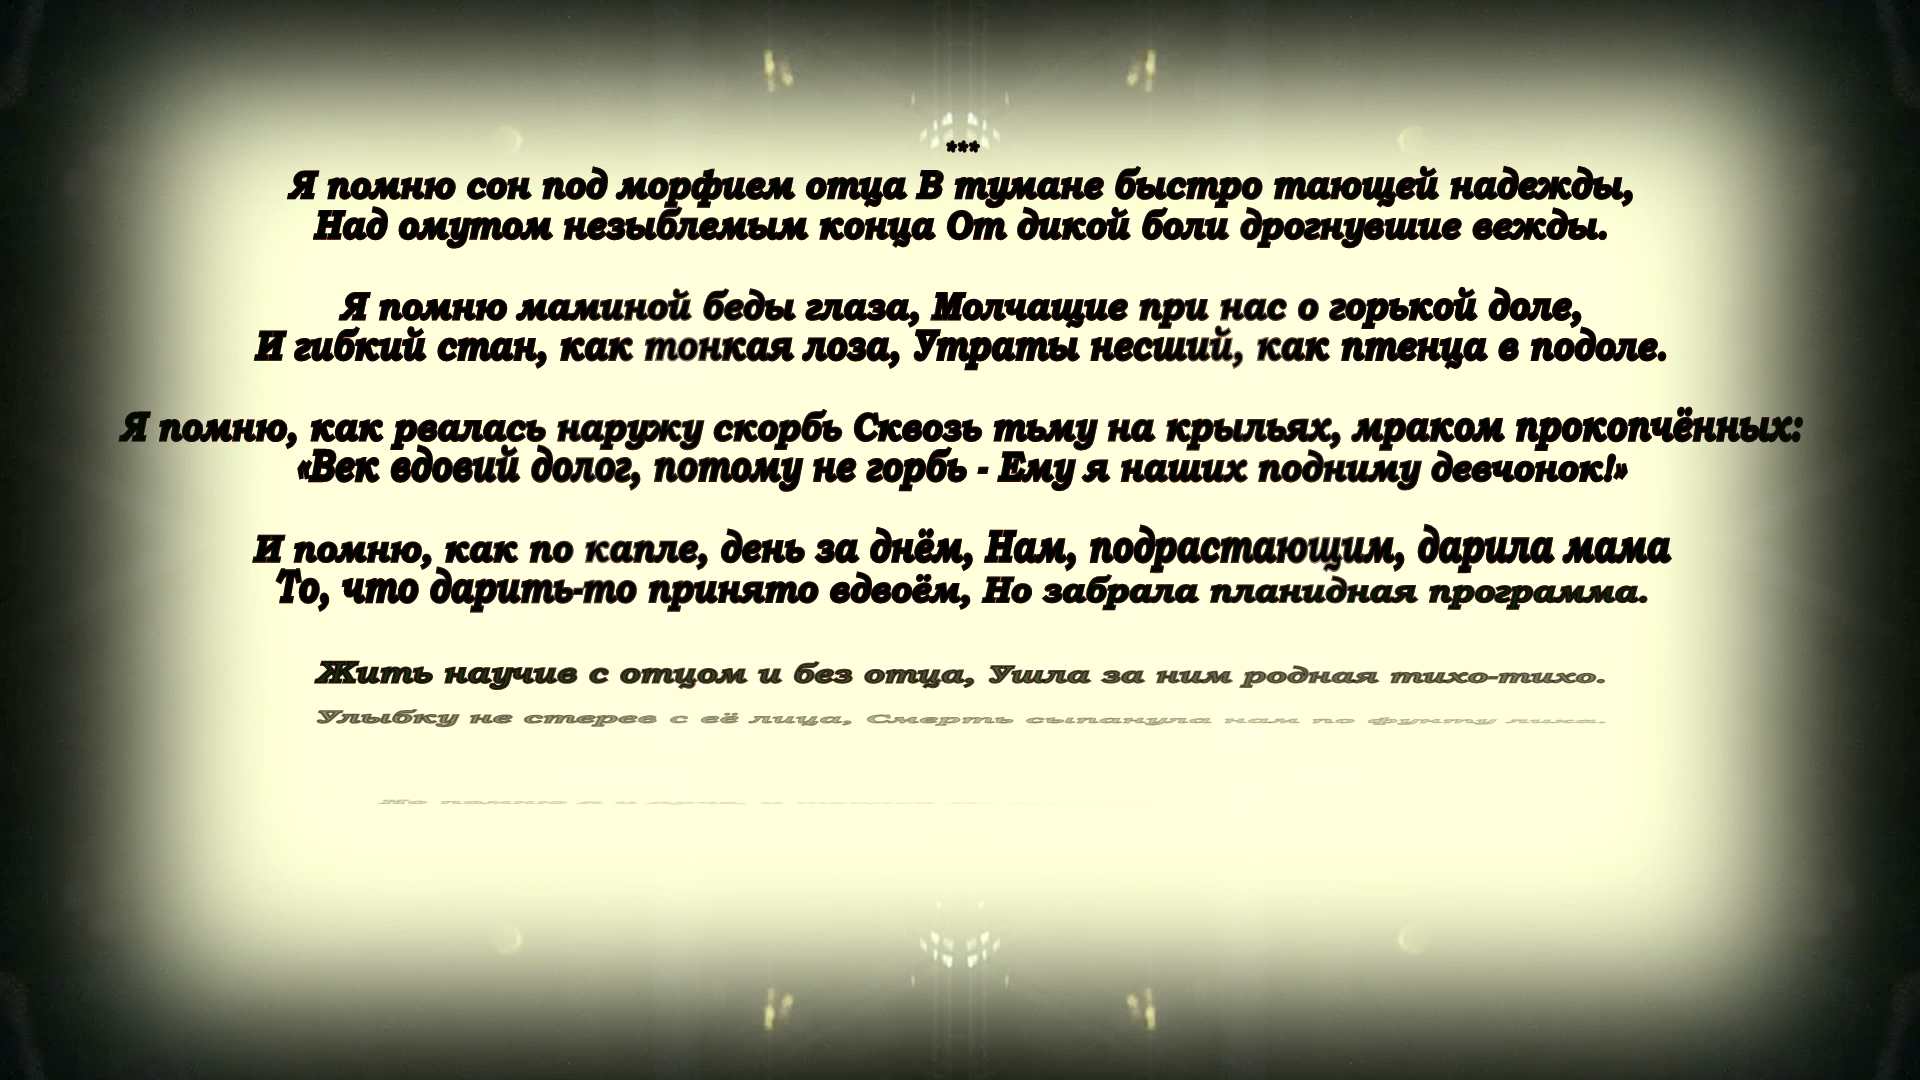 ***
Я помню сон под морфием отца В тумане быстро тающей надежды,
Над омутом незыблемым конца От дикой боли дрогнувшие вежды.
Я помню маминой беды глаза, Молчащие при нас о горькой доле,
И гибкий стан, как тонкая лоза, Утраты несший, как птенца в подоле.
Я помню, как рвалась наружу скорбь Сквозь тьму на крыльях, мраком прокопчённых:
«Век вдовий долог, потому не горбь - Ему я наших подниму девчонок!»
И помню, как по капле, день за днём, Нам, подрастающим, дарила мама
То, что дарить-то принято вдвоём, Но забрала планидная программа.
Жить научив с отцом и без отца, Ушла за ним родная тихо-тихо.
Улыбку не стерев с её лица, Смерть сыпанула нам по фунту лиха.
Но помню я и